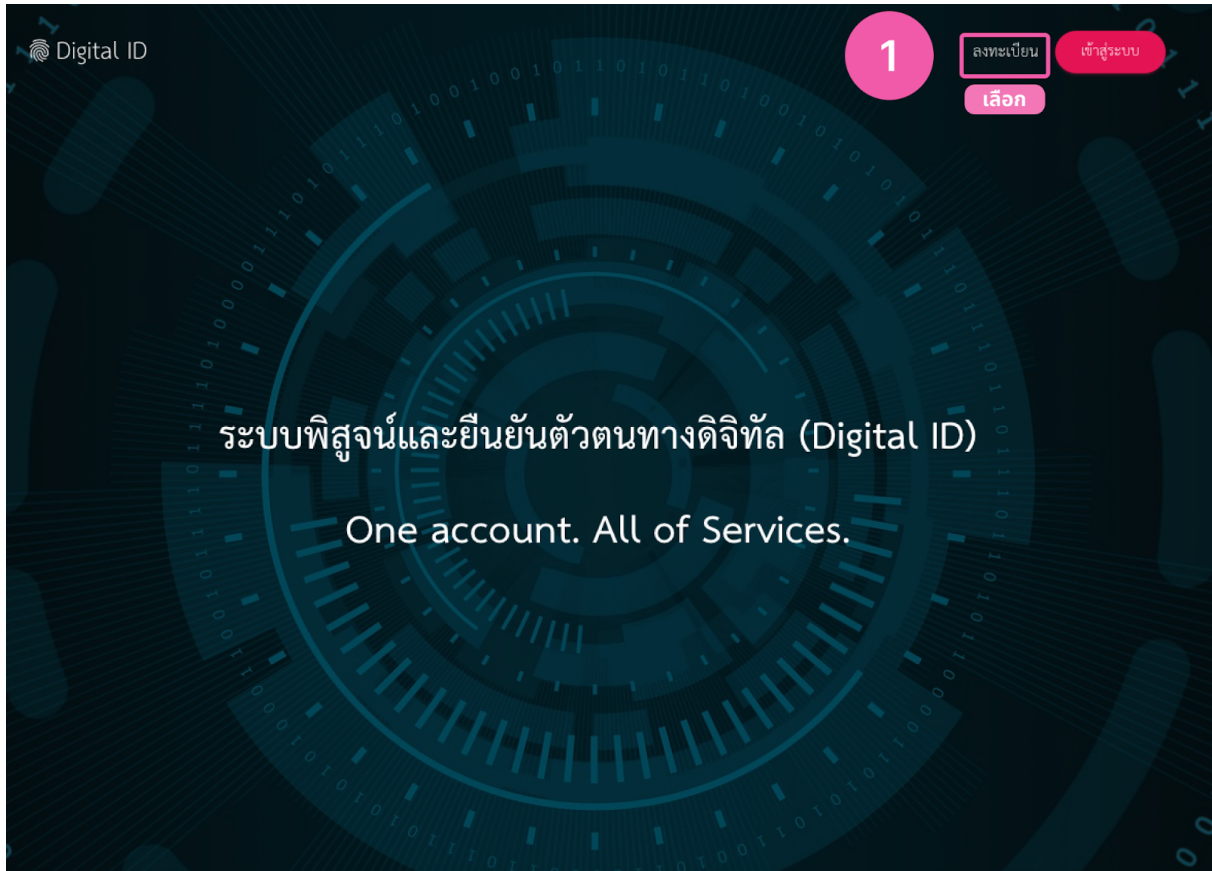 Digital ID
1
ลงทะเบียน
เข้าสู่ระบบ
เลือก
ระบบพิสูจน์และยืนยันตัวตนทางดิจิทัล (Digital ID)
One account. All of Services.